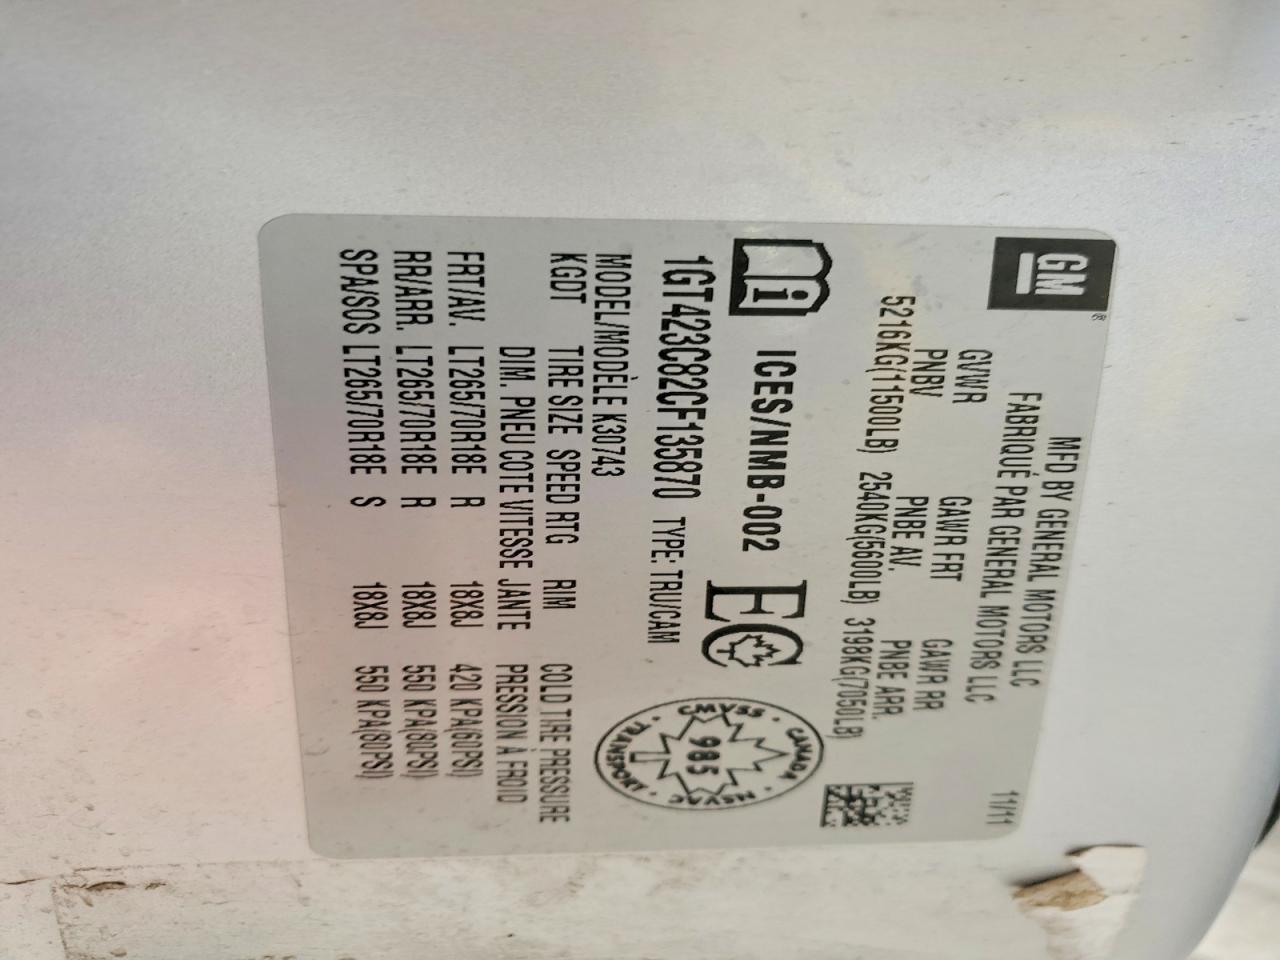 GM®
MFD BY GENERAL MOTORS LLC 11/11
FABRIQUÉ PAR GENERAL MOTORS LLC
GVWR GAWR FRT GAWR RR
PNBV PNBE AV. PNBE ARR.
5216KG(11500LB) 2540KG(5600LB) 3198KG(7050LB)
i ICES/NMB-002 EC
CANADA · CMVSS · TRANSPORT · NSVAC
985
1GT423C82CF135870 TYPE: TRU/CAM
MODEL/MODÈLE K30743
KGDT TIRE SIZE SPEED RTG RIM COLD TIRE PRESSURE
DIM. PNEU COTE VITESSE JANTE PRESSION À FROID
FRT/AV. LT265/70R18E R 18X8J 420 KPA(60PSI)
RR/ARR. LT265/70R18E R 18X8J 550 KPA(80PSI)
SPA/SOS LT265/70R18E S 18X8J 550 KPA(80PSI)